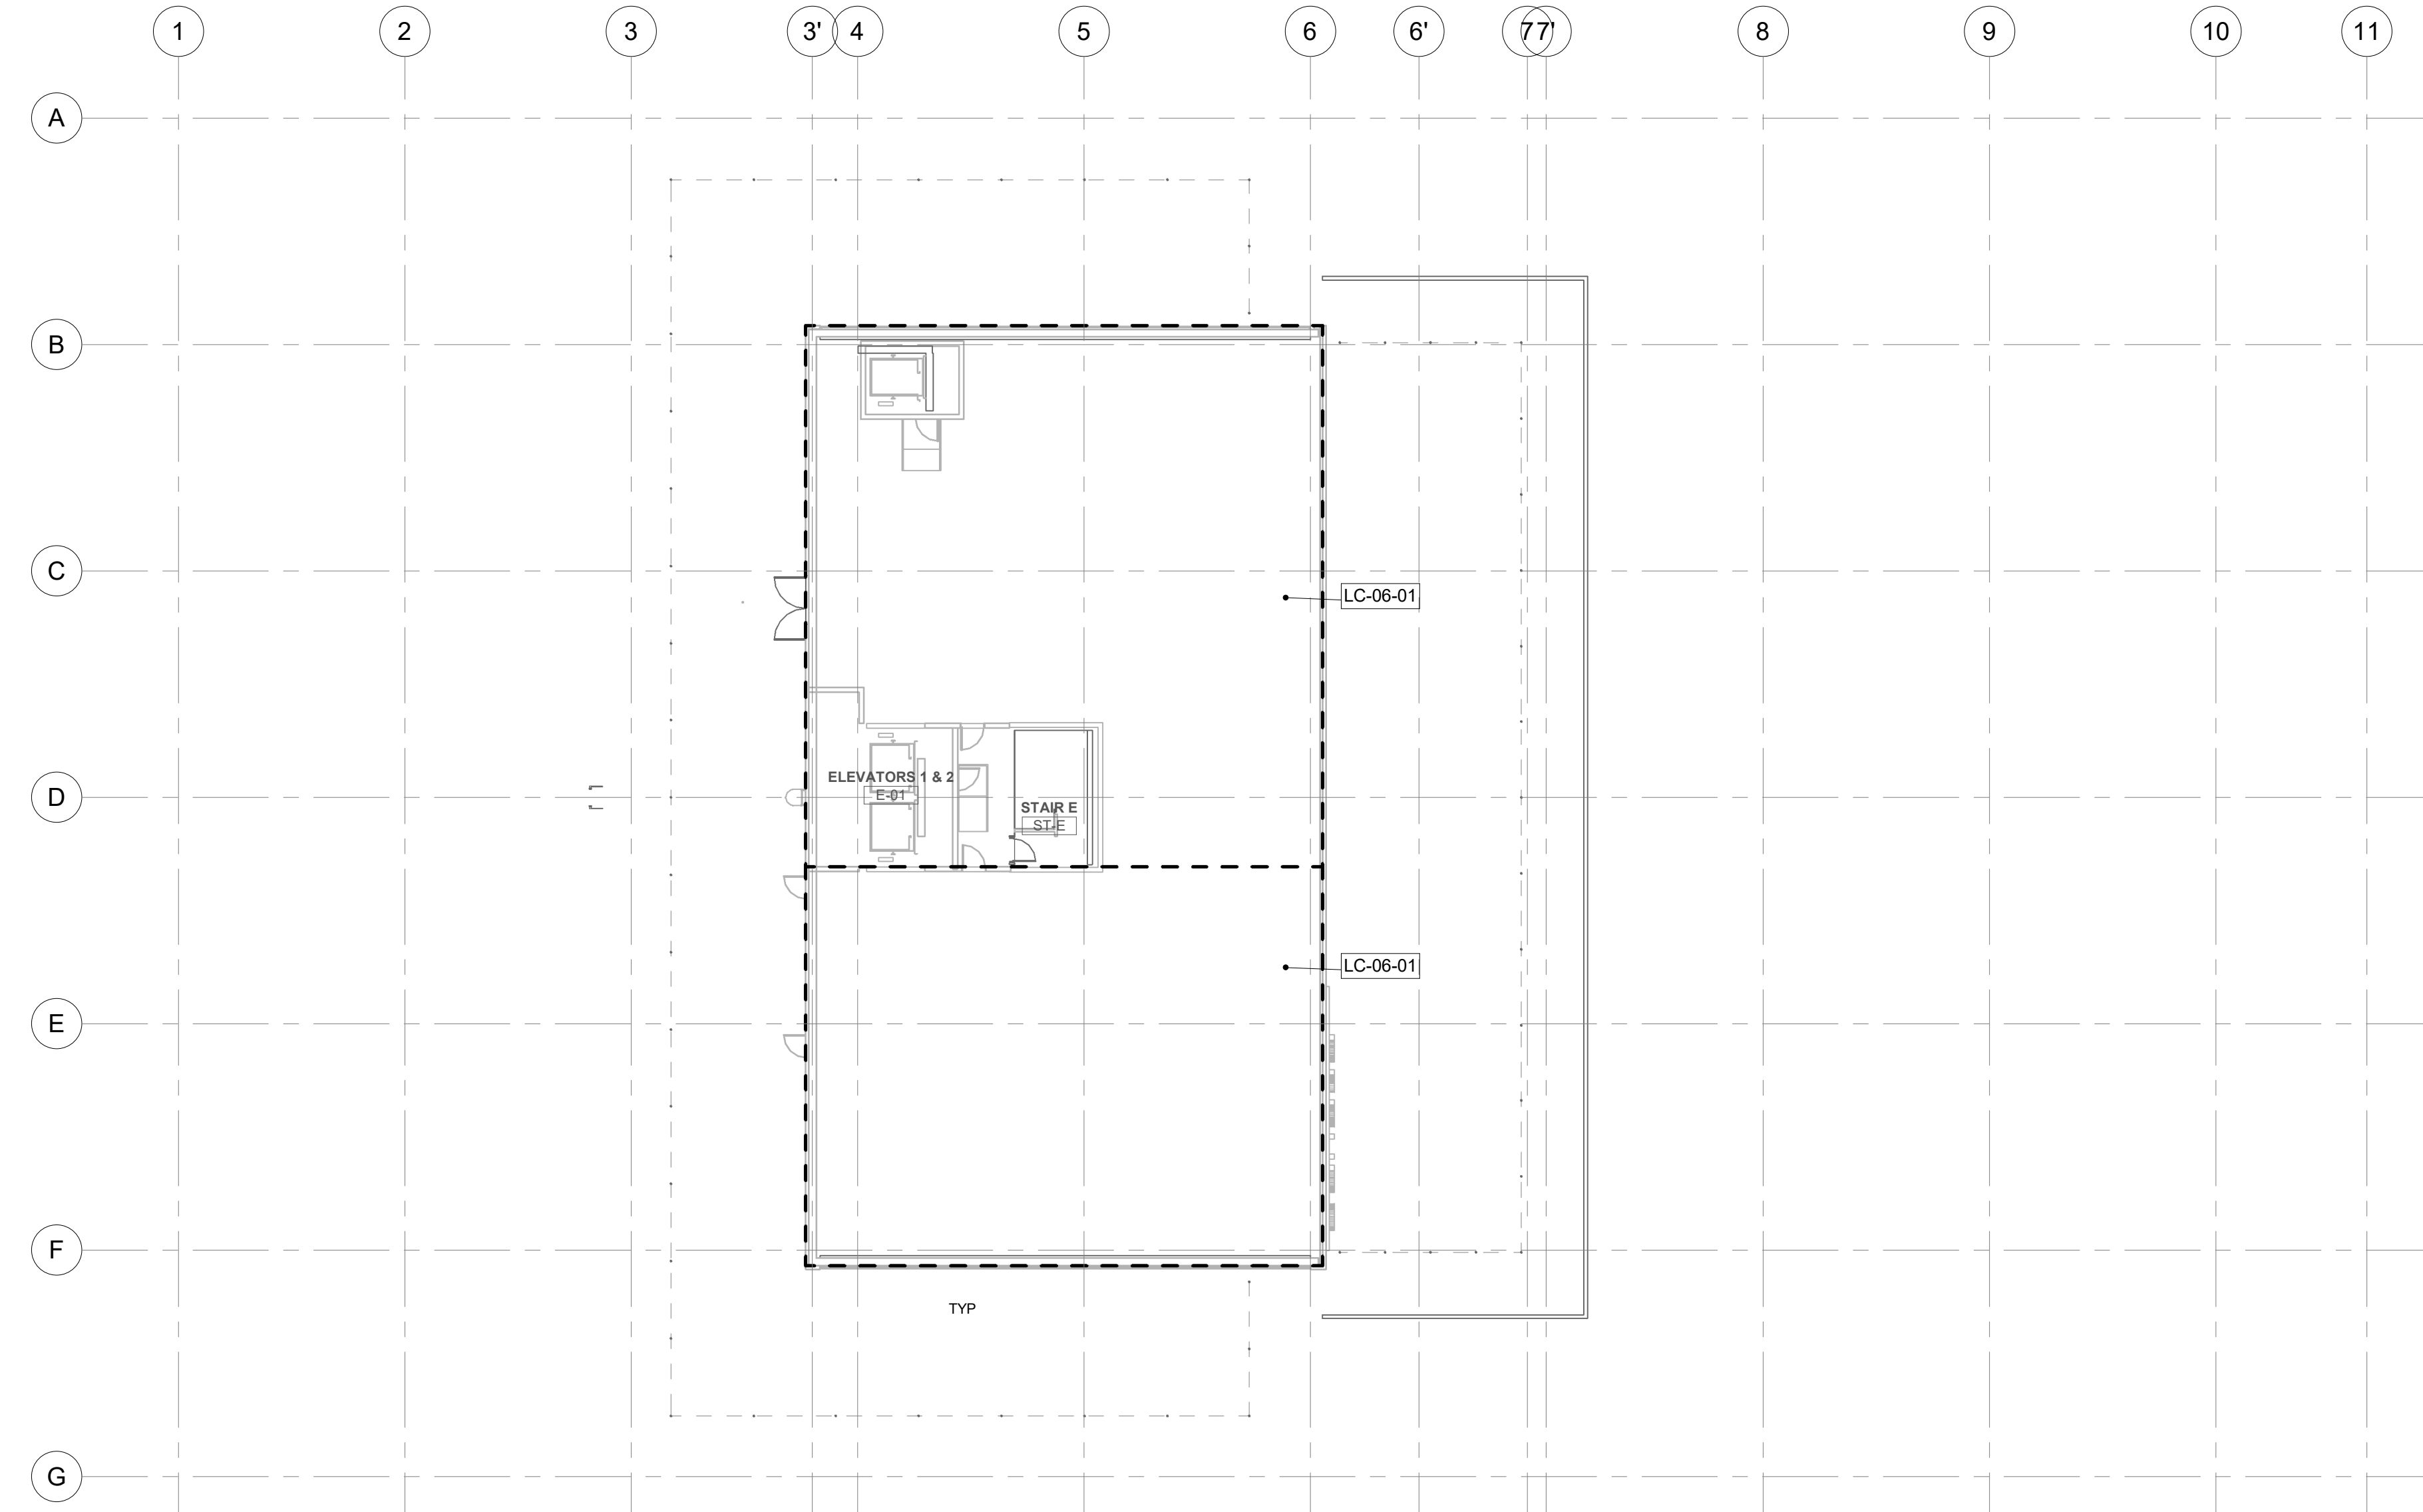 1
2
3
3'
4
5
6
6'
7
7'
8
9
10
11
A
B
C
LC-06-01
ELEVATORS 1 & 2
E-01
D
STAIR E
ST-E
LC-06-01
E
F
TYP
G